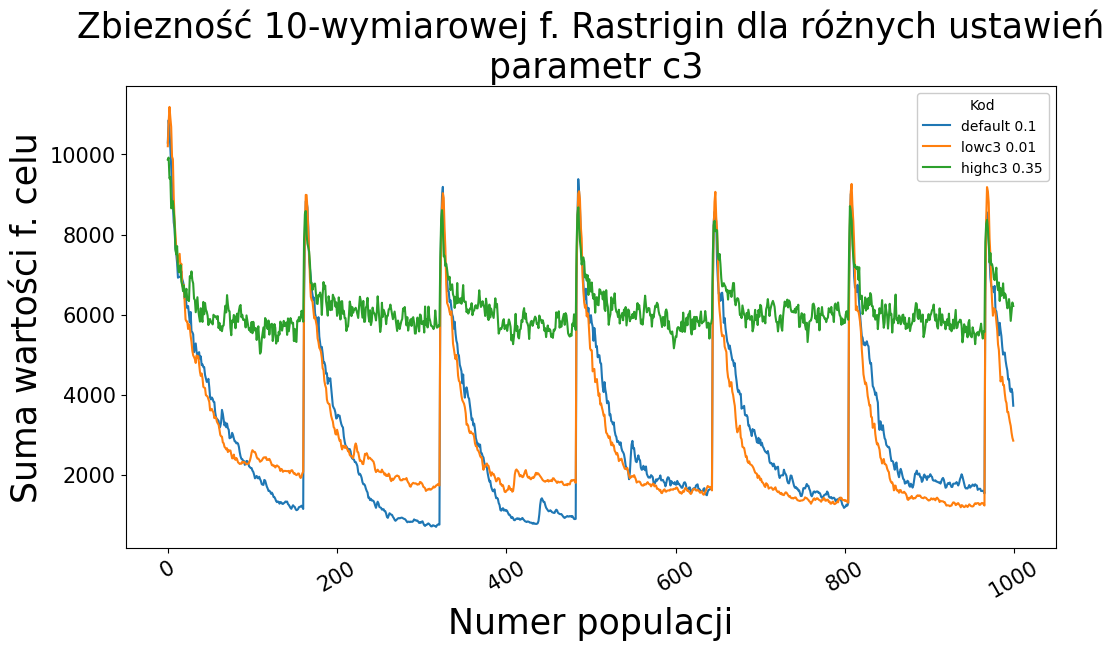 Zbiezność 10-wymiarowej f. Rastrigin dla różnych ustawień
parametr c3
Suma wartości f. celu
10000
8000
6000
4000
2000
Kod
default 0.1
lowc3 0.01
highc3 0.35
0
200
400
600
800
1000
Numer populacji